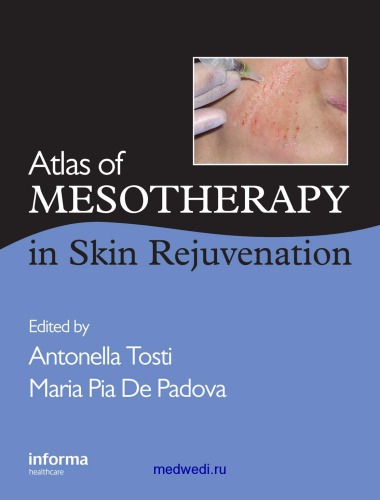 Atlas of
MESOTHERAPY
in Skin Rejuvenation
Edited by
Antonella Tosti
Maria Pia De Padova
informa
healthcare
medwedi.ru